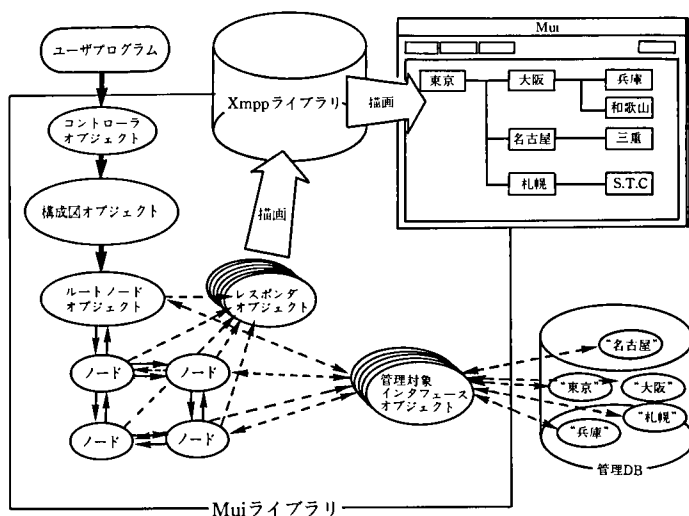 ユーザプログラム
コントローラ
オブジェクト
構成図オブジェクト
ルートノード
オブジェクト
ノード
ノード
ノード
ノード
Xmppライブラリ
描画
描画
レスポンダ
オブジェクト
管理対象
インタフェース
オブジェクト
Muiライブラリ
Mui
東京
大阪
兵庫
和歌山
名古屋
三重
札幌
S.T.C
"名古屋"
"東京"
"大阪"
"札幌"
"兵庫"
管理DB